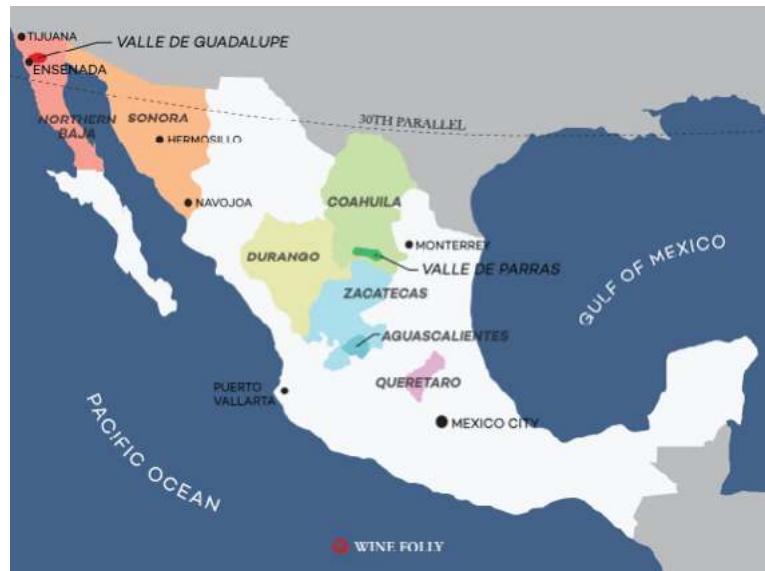 TIJUANA
VALLE DE GUADALUPE
ENSENADA
NORTHERN
BAJA
SONORA
30TH PARALLEL
HERMOSILLO
NAVOJOA
COAHUILA
MONTERREY
DURANGO
VALLE DE PARRAS
ZACATECAS
GULF OF MEXICO
AGUASCALIENTES
PUERTO
VALLARTA
QUERETARO
MEXICO CITY
PACIFIC OCEAN
WINE FOLLY